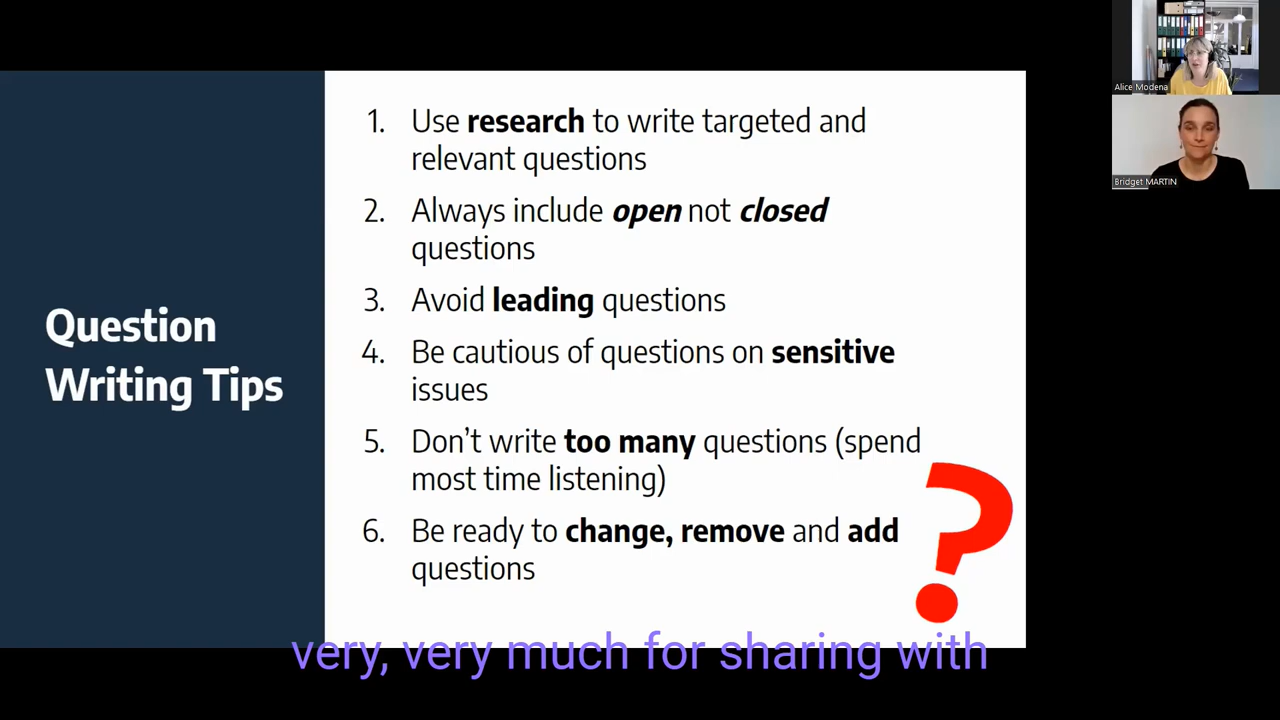 Question
Writing Tips
1. Use research to write targeted and
relevant questions
2. Always include open not closed
questions
3. Avoid leading questions
4. Be cautious of questions on sensitive
issues
5. Don’t write too many questions (spend
most time listening)
6. Be ready to change, remove and add
questions
?
very, very much for sharing with
Alice Modena
Bridget MARTIN